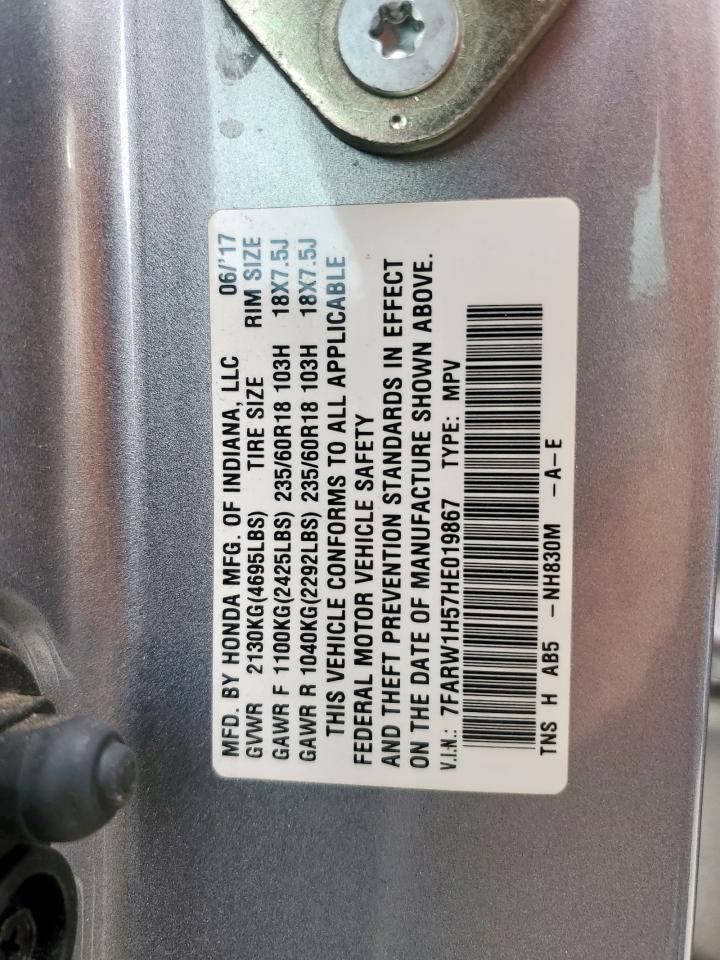 MFD. BY HONDA MFG. OF INDIANA, LLC 06/'17
GVWR 2130KG(4695LBS) TIRE SIZE RIM SIZE
GAWR F 1100KG(2425LBS) 235/60R18 103H 18X7.5J
GAWR R 1040KG(2292LBS) 235/60R18 103H 18X7.5J
THIS VEHICLE CONFORMS TO ALL APPLICABLE
FEDERAL MOTOR VEHICLE SAFETY
AND THEFT PREVENTION STANDARDS IN EFFECT
ON THE DATE OF MANUFACTURE SHOWN ABOVE.
V.I.N.: 7FARW1H57HE019867 TYPE: MPV
TNS H AB5 -NH830M -A-E